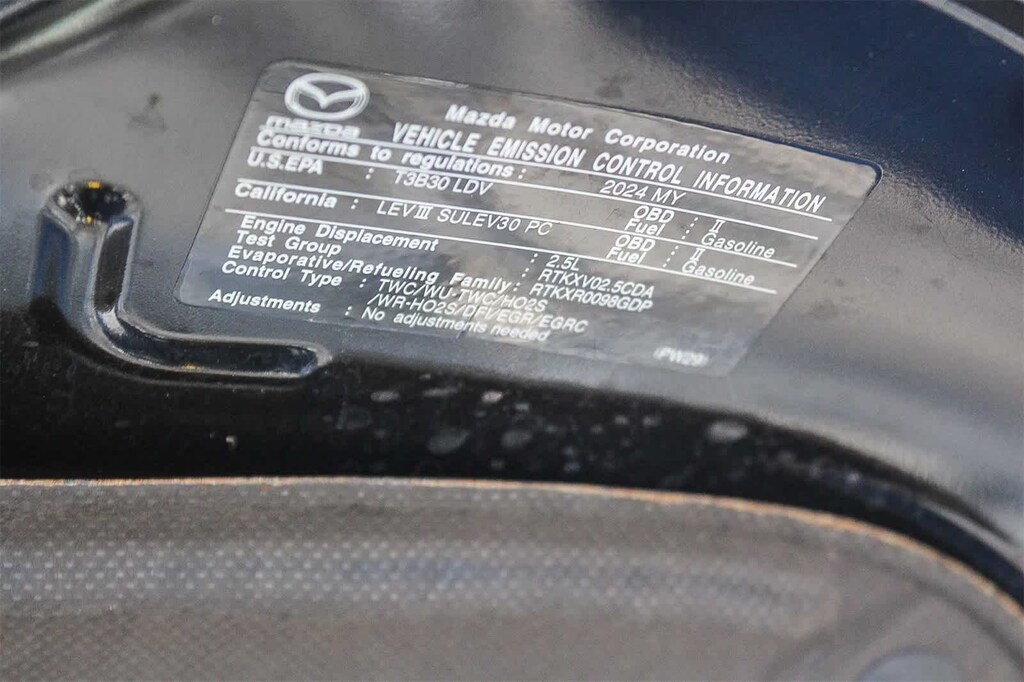 mazda
Mazda Motor Corporation
VEHICLE EMISSION CONTROL INFORMATION
Conforms to regulations : 2024 MY
U.S.EPA : T3B30 LDV OBD : II
Fuel : Gasoline
California : LEVIII SULEV30 PC OBD : II
Fuel : Gasoline
Engine Displacement : 2.5L
Test Group : RTKXV02.5CDA
Evaporative/Refueling Family : RTKXR0098GDP
Control Type : TWC/WU-TWC/HO2S
/WR-HO2S/DFI/EGR/EGRC
Adjustments : No adjustments needed
(PW29)